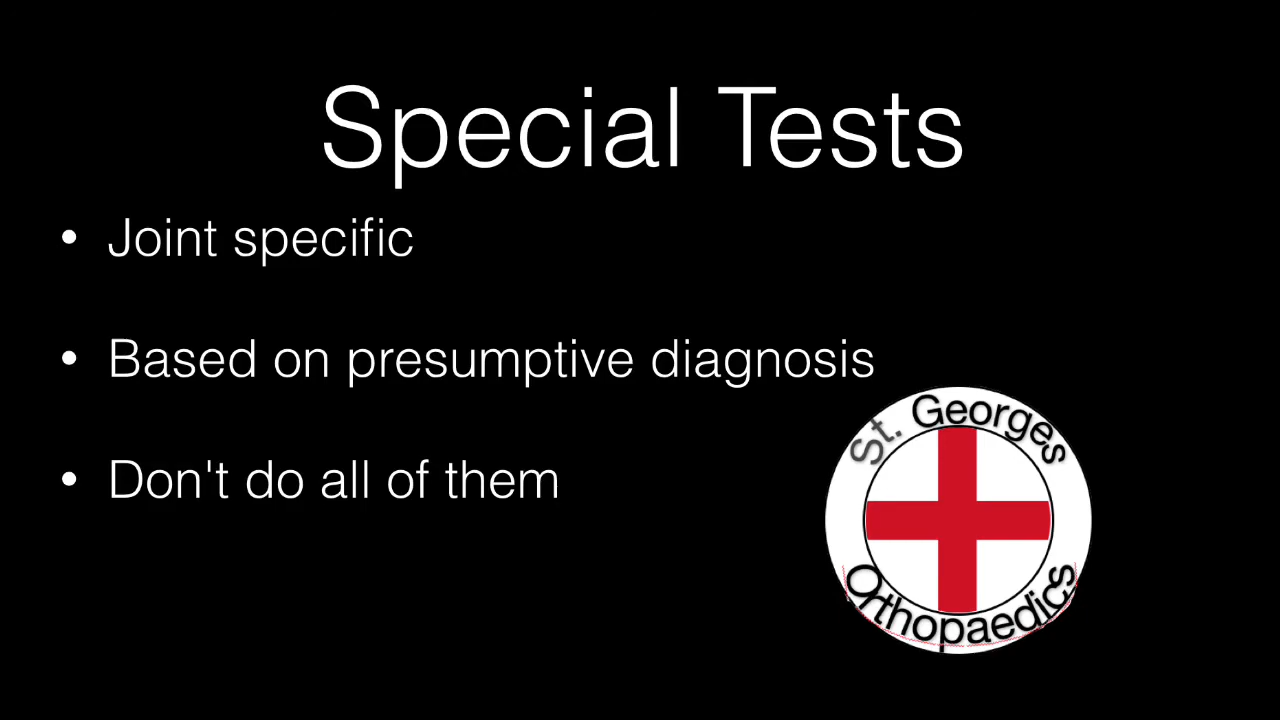 Special Tests
• Joint specific
• Based on presumptive diagnosis
• Don't do all of them
St. Georges
Orthopaedics